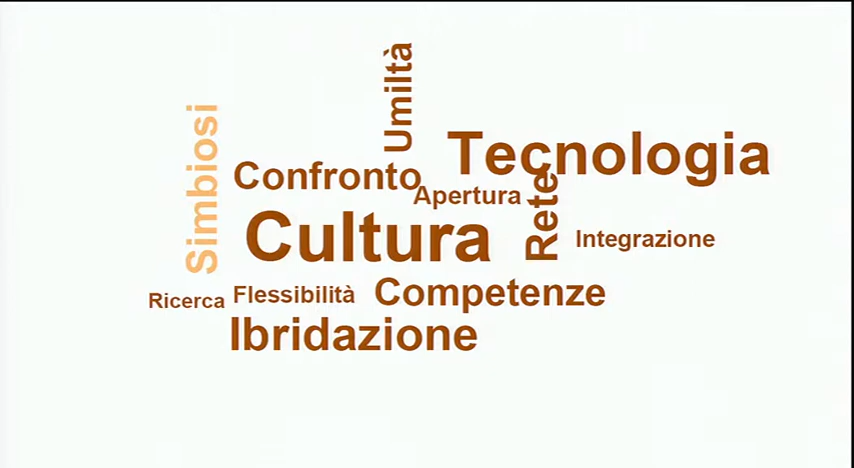 Umiltà
Simbiosi
Tecnologia
Confronto
Apertura
Rete
Cultura
Integrazione
Ricerca
Flessibilità
Competenze
Ibridazione